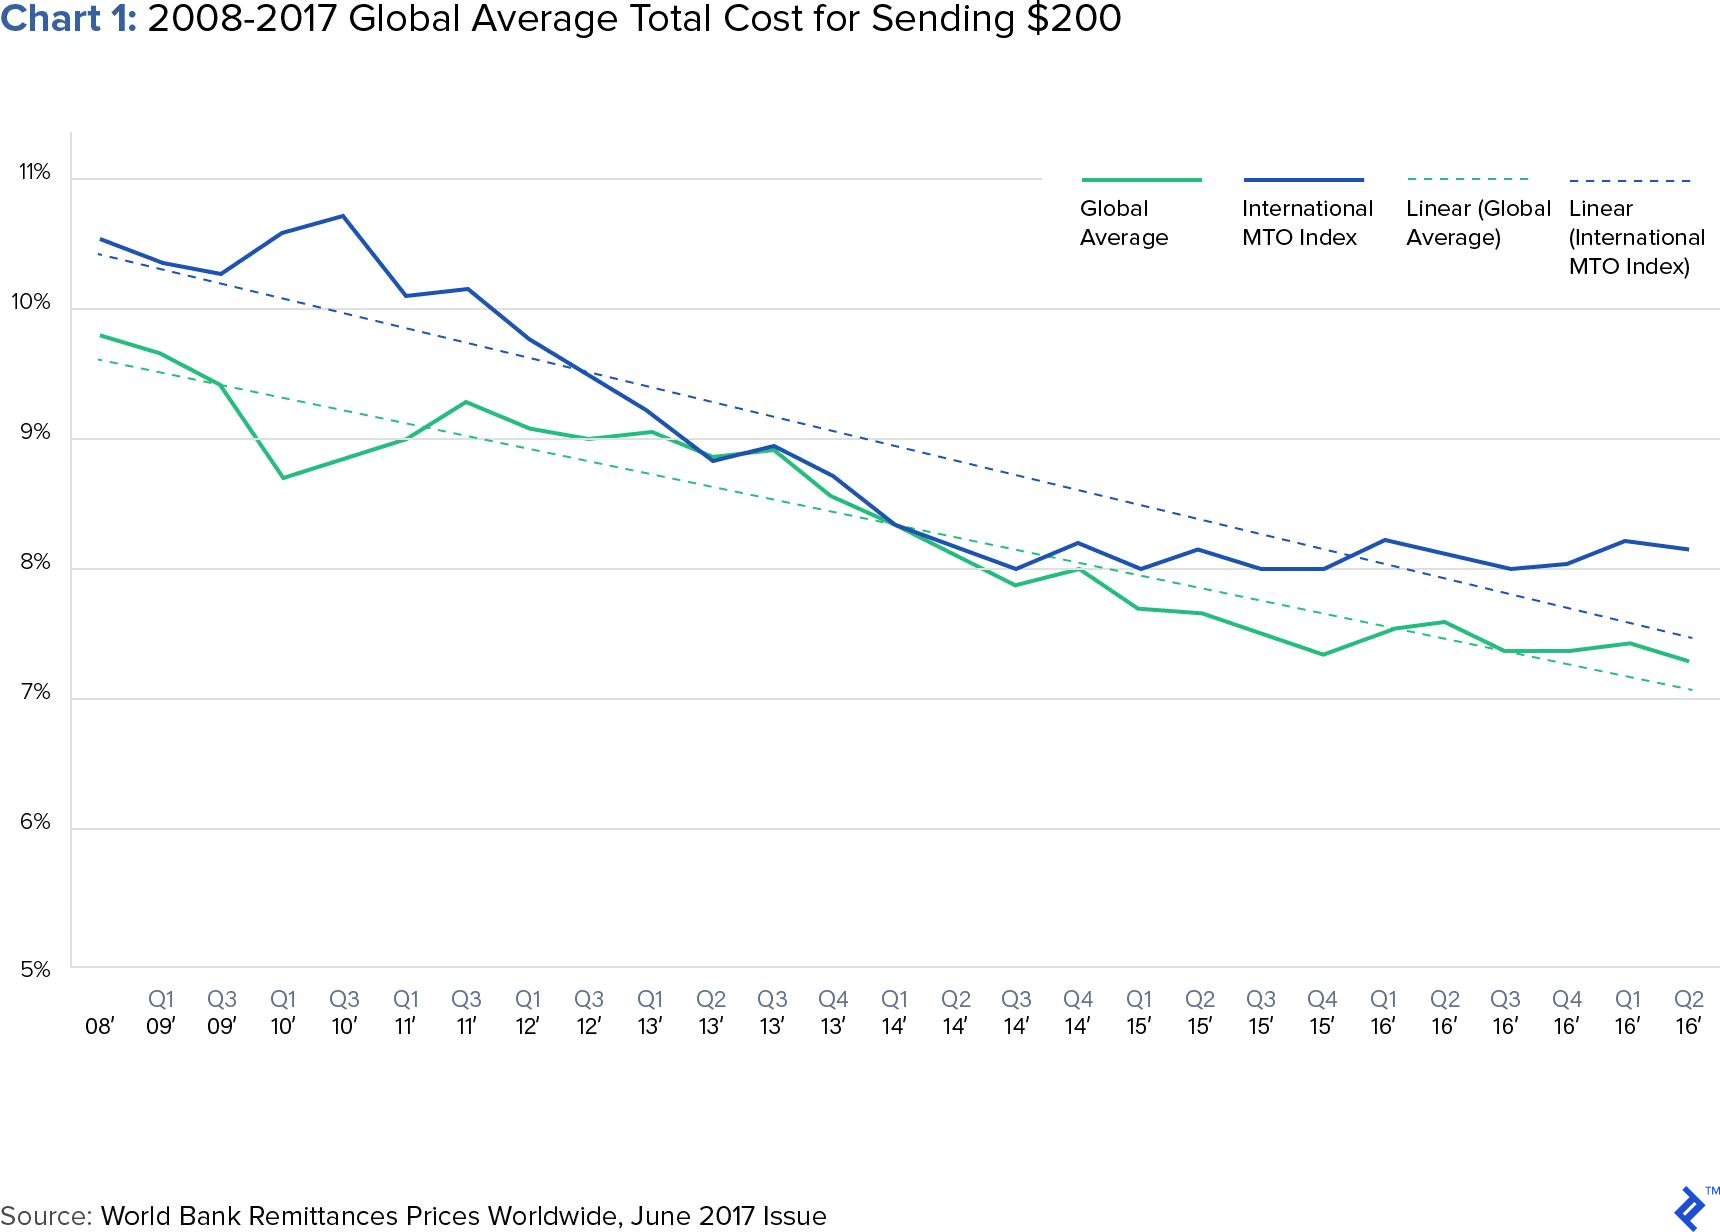 Chart 1: 2008-2017 Global Average Total Cost for Sending $200
11%
10%
9%
8%
7%
6%
5%
Global
Average
International
MTO Index
Linear (Global
Average)
Linear
(International
MTO Index)
Q1 Q3 Q1 Q3 Q1 Q3 Q1 Q3 Q1 Q2 Q3 Q4 Q1 Q2 Q3 Q4 Q1 Q2 Q3 Q4 Q1 Q2 Q3 Q4 Q1 Q2
08′ 09′ 09′ 10′ 10′ 11′ 11′ 12′ 12′ 13′ 13′ 13′ 13′ 14′ 14′ 14′ 14′ 15′ 15′ 15′ 15′ 16′ 16′ 16′ 16′ 16′ 16′
Source: World Bank Remittances Prices Worldwide, June 2017 Issue
TM